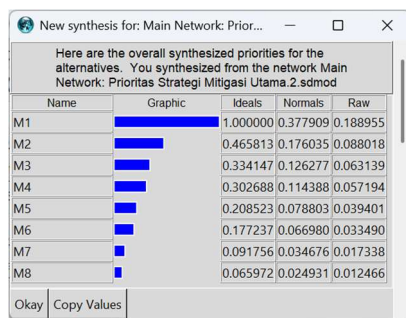 New synthesis for: Main Network: Prior...
Here are the overall synthesized priorities for the
alternatives. You synthesized from the network Main
Network: Prioritas Strategi Mitigasi Utama.2.sdmod
Name Graphic Ideals Normals Raw
M1 1.000000 0.377909 0.188955
M2 0.465813 0.176035 0.088018
M3 0.334147 0.126277 0.063139
M4 0.302688 0.114388 0.057194
M5 0.208523 0.078803 0.039401
M6 0.177237 0.066980 0.033490
M7 0.091756 0.034676 0.017338
M8 0.065972 0.024931 0.012466
Okay Copy Values